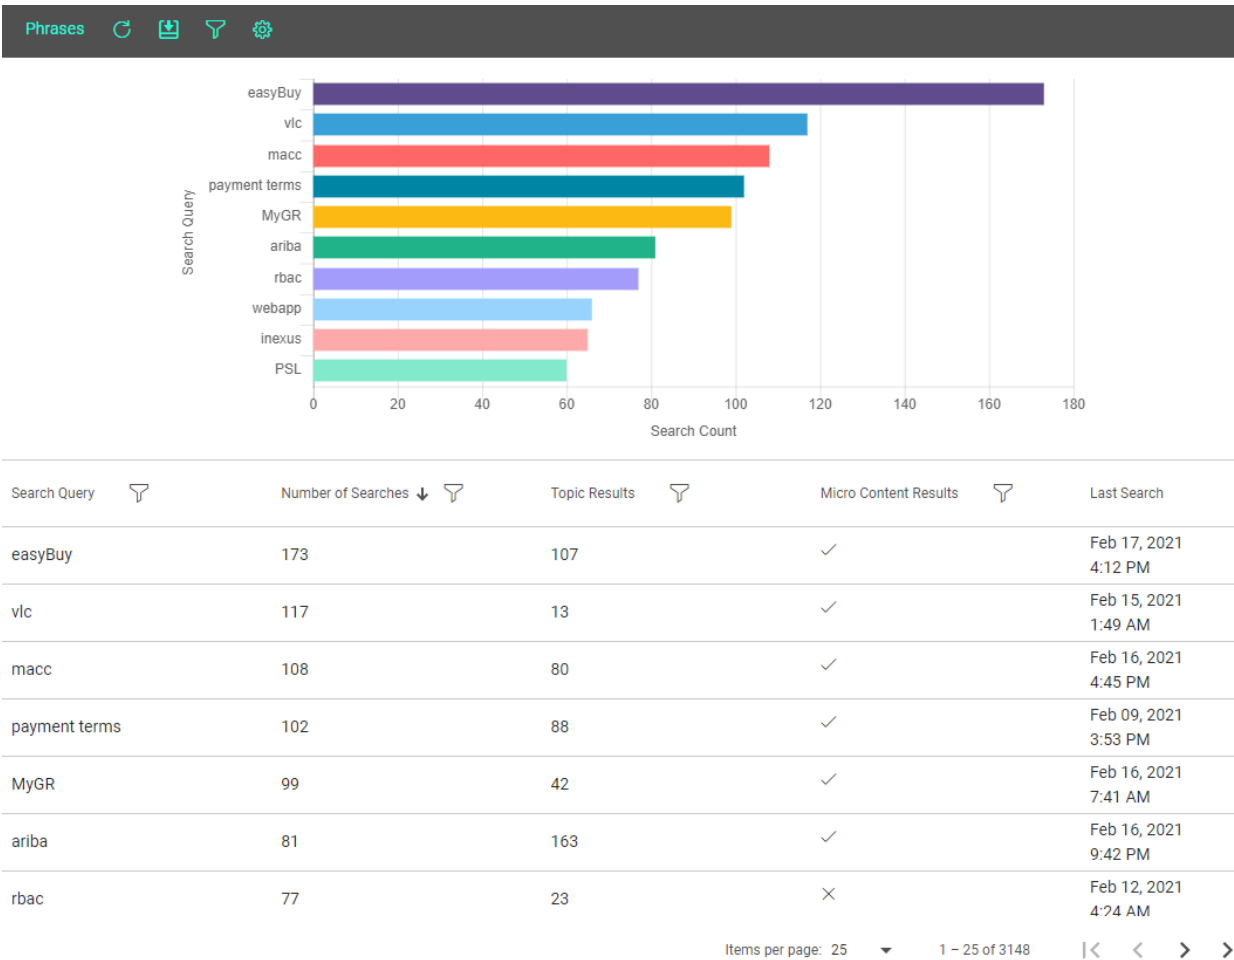 Phrases
easyBuy
vlc
macc
payment terms
MyGR
ariba
rbac
webapp
inexus
PSL
Search Query
0 20 40 60 80 100 120 140 160 180
Search Count
Search Query Number of Searches Topic Results Micro Content Results Last Search
easyBuy 173 107 Feb 17, 2021
4:12 PM
vlc 117 13 Feb 15, 2021
1:49 AM
macc 108 80 Feb 16, 2021
4:45 PM
payment terms 102 88 Feb 09, 2021
3:53 PM
MyGR 99 42 Feb 16, 2021
7:41 AM
ariba 81 163 Feb 16, 2021
9:42 PM
rbac 77 23 Feb 12, 2021
4:24 AM
Items per page: 25 1 – 25 of 3148